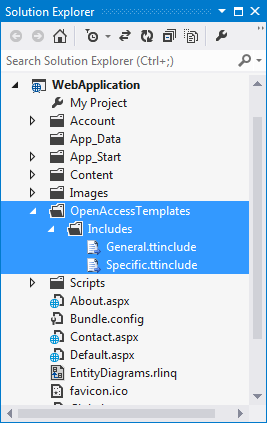 Solution Explorer
Search Solution Explorer (Ctrl+;)
WebApplication
My Project
Account
App_Data
App_Start
Content
Images
OpenAccessTemplates
Includes
General.ttinclude
Specific.ttinclude
Scripts
About.aspx
Bundle.config
Contact.aspx
Default.aspx
EntityDiagrams.rlinq
favicon.ico